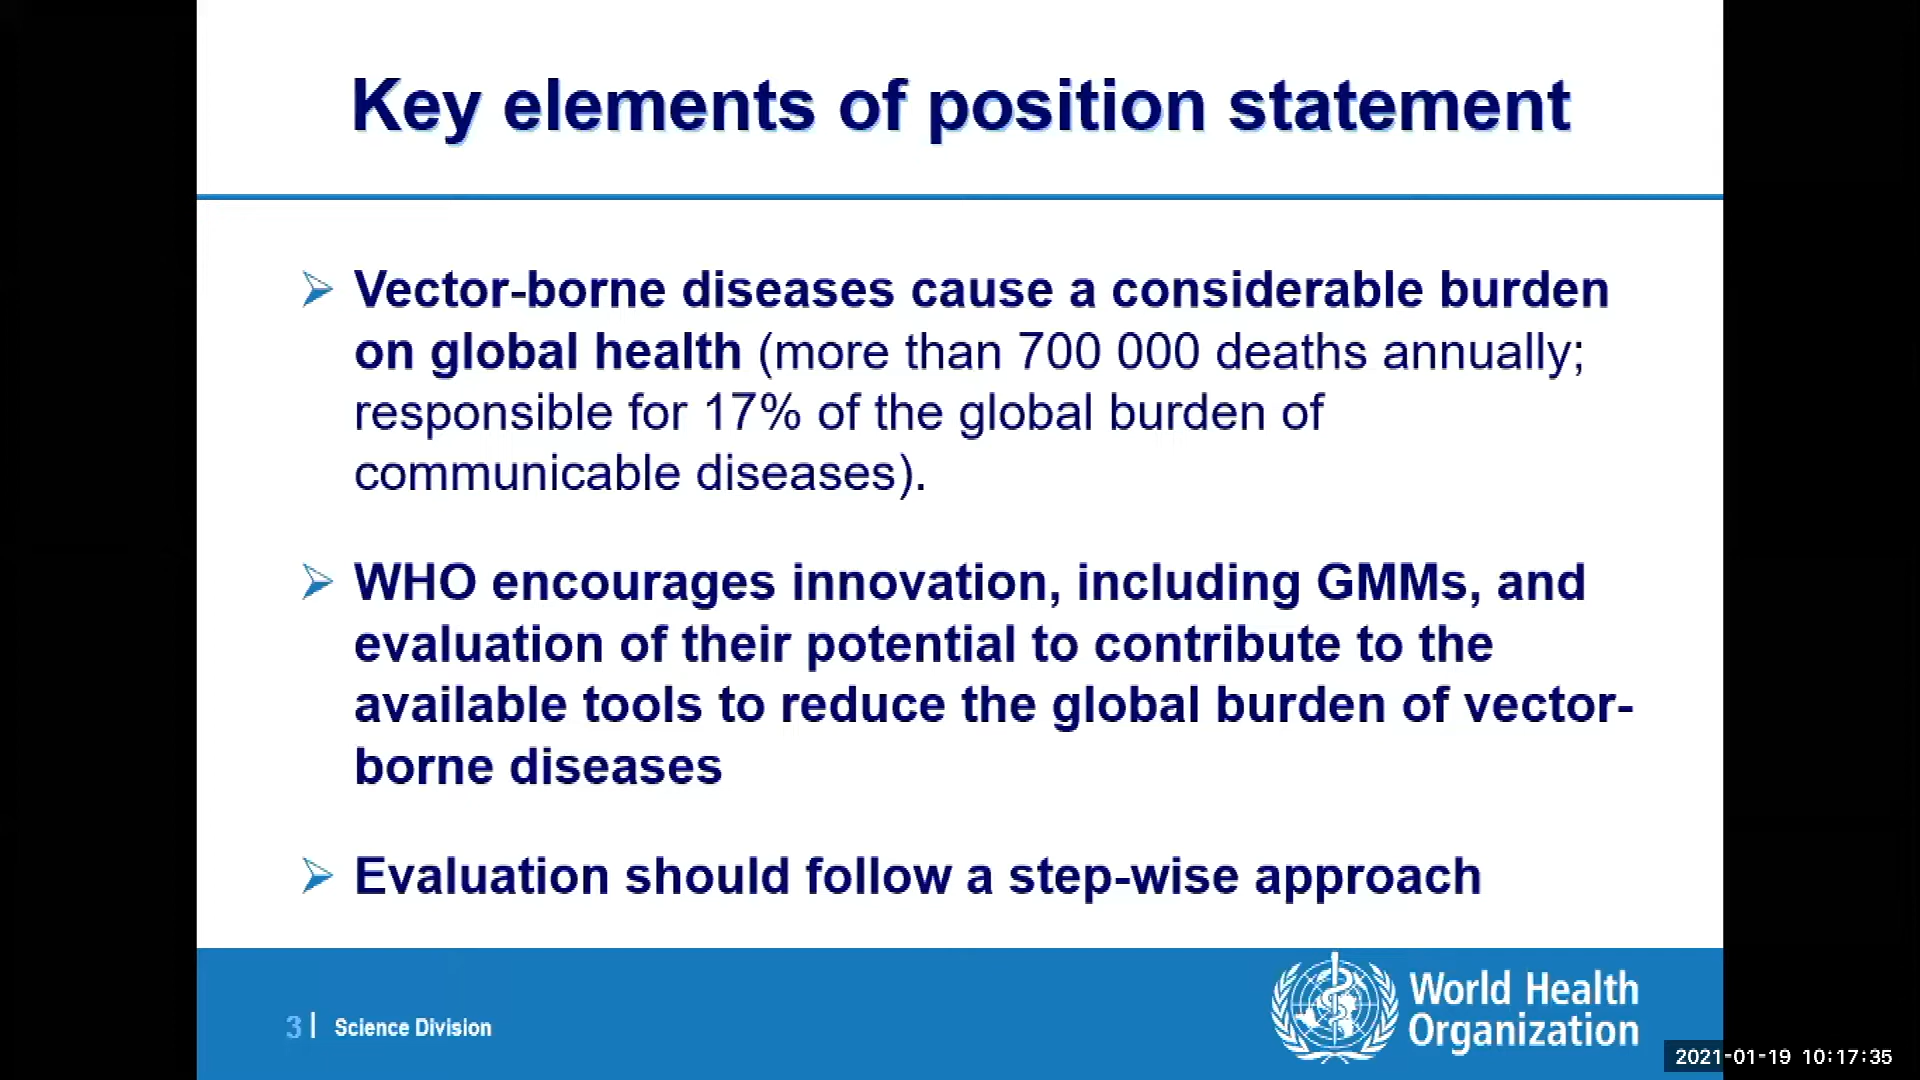 Key elements of position statement
Vector-borne diseases cause a considerable burden
on global health (more than 700 000 deaths annually;
responsible for 17% of the global burden of
communicable diseases).
WHO encourages innovation, including GMMs, and
evaluation of their potential to contribute to the
available tools to reduce the global burden of vector-
borne diseases
Evaluation should follow a step-wise approach
3 | Science Division
World Health
Organization
2021-01-19 10:17:35